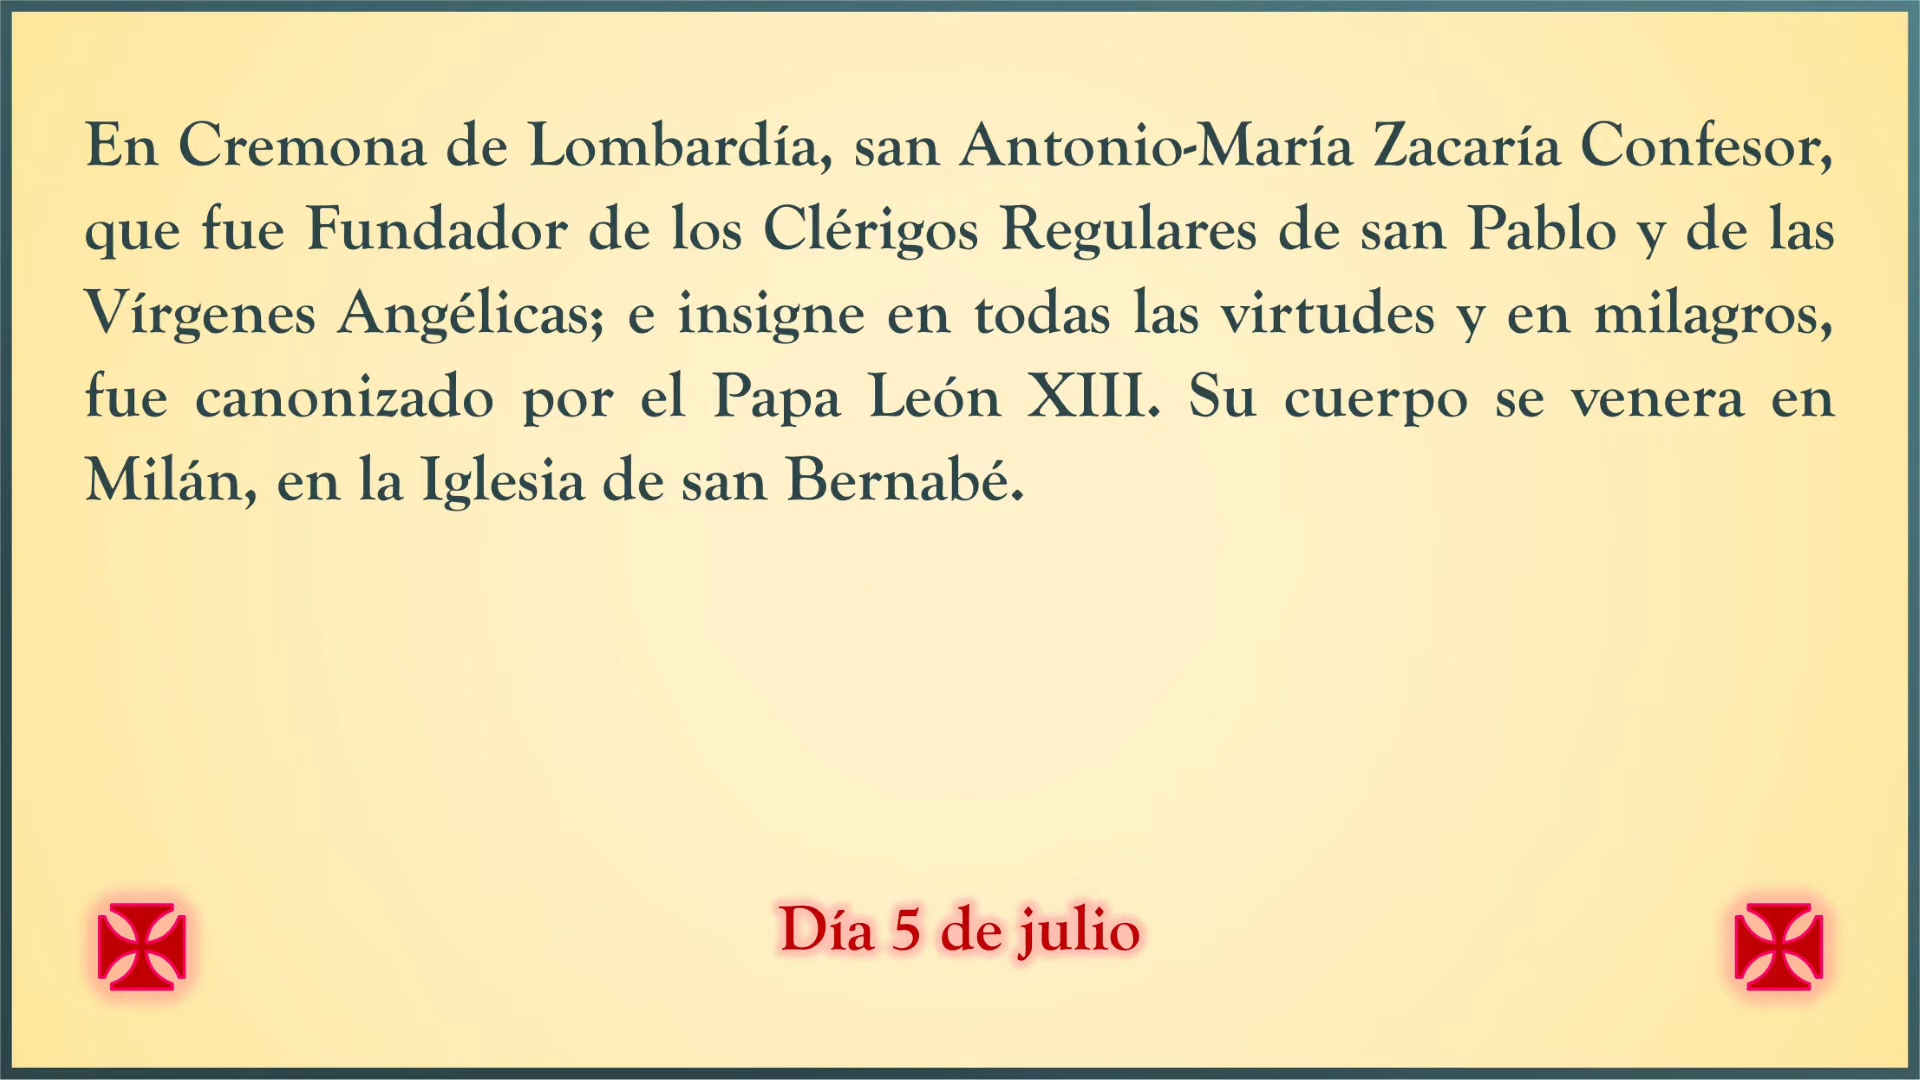 En Cremona de Lombardía, san Antonio-María Zacaría Confesor,
que fue Fundador de los Clérigos Regulares de san Pablo y de las
Vírgenes Angélicas; e insigne en todas las virtudes y en milagros,
fue canonizado por el Papa León XIII. Su cuerpo se venera en
Milán, en la Iglesia de san Bernabé.
Día 5 de julio